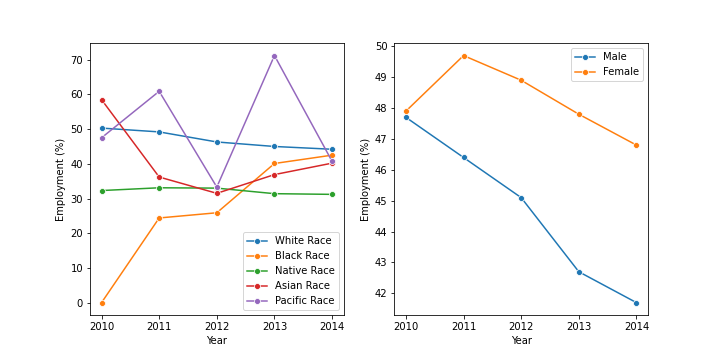 Employment (%)
70
60
50
40
30
20
10
0
2010 2011 2012 2013 2014
Year
White Race
Black Race
Native Race
Asian Race
Pacific Race
Employment (%)
50
49
48
47
46
45
44
43
42
2010 2011 2012 2013 2014
Year
Male
Female